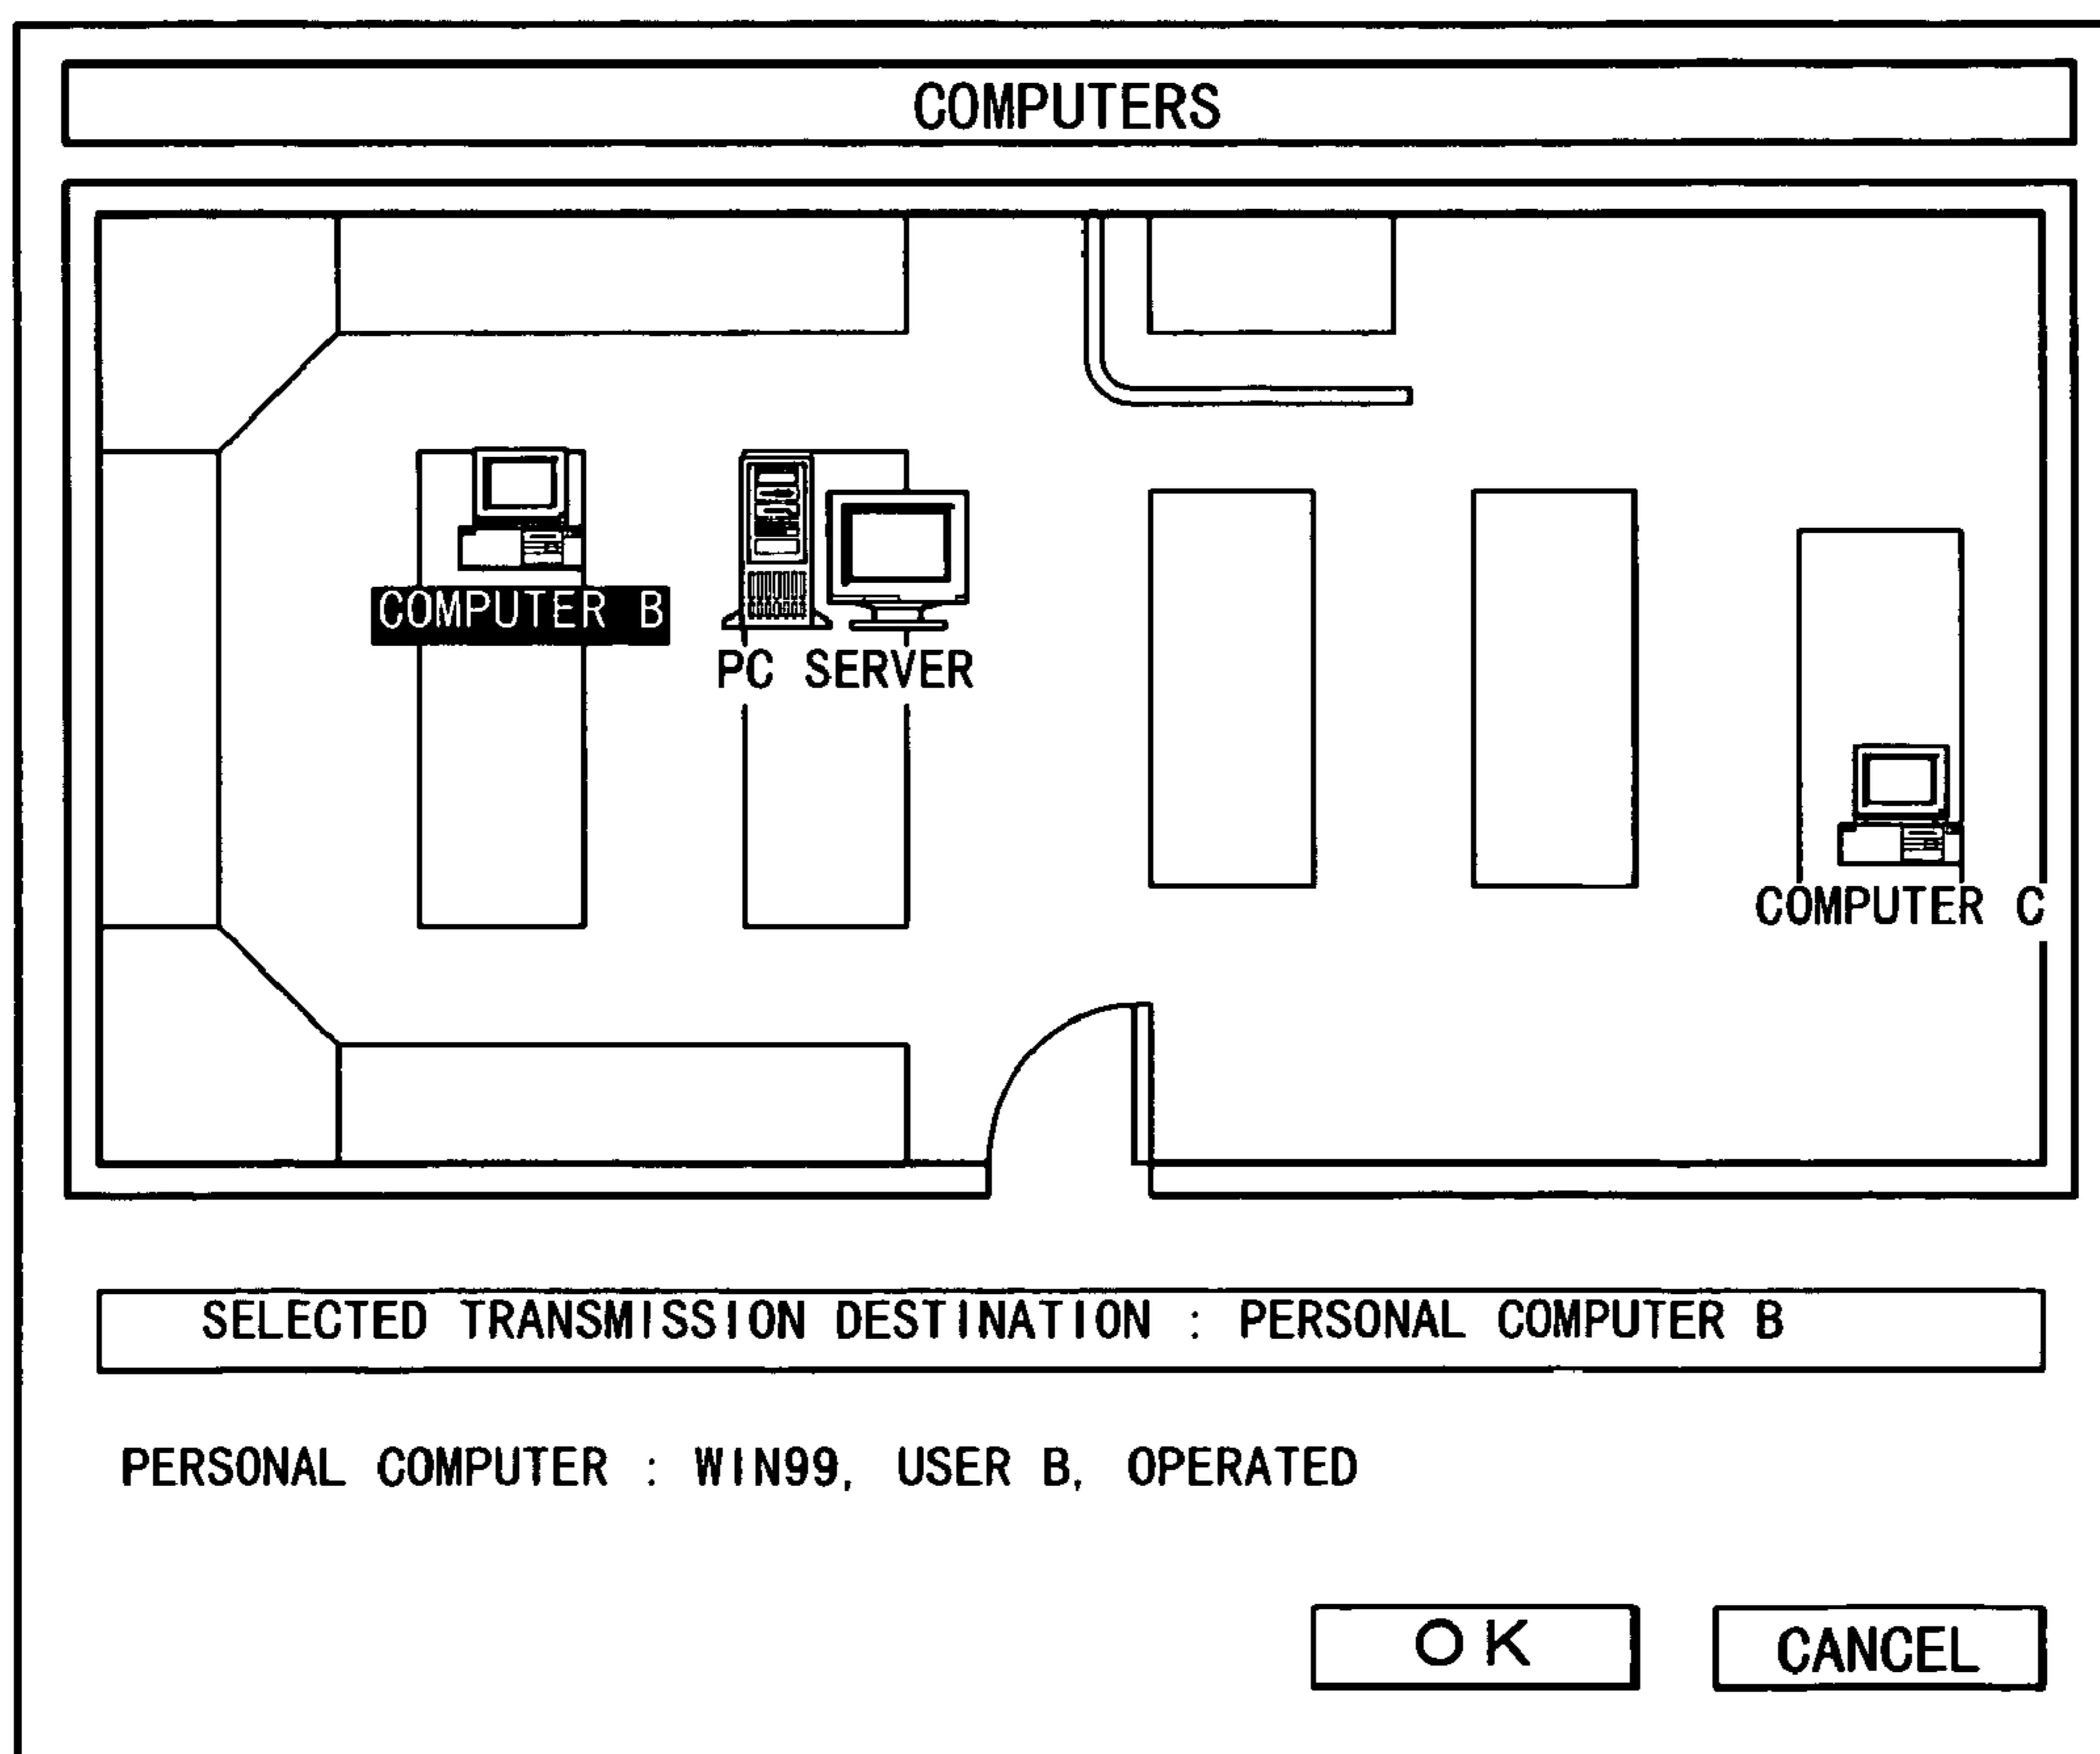 COMPUTERS
COMPUTER B
PC SERVER
COMPUTER C
SELECTED TRANSMISSION DESTINATION : PERSONAL COMPUTER B
PERSONAL COMPUTER : WIN99, USER B, OPERATED
OK
CANCEL